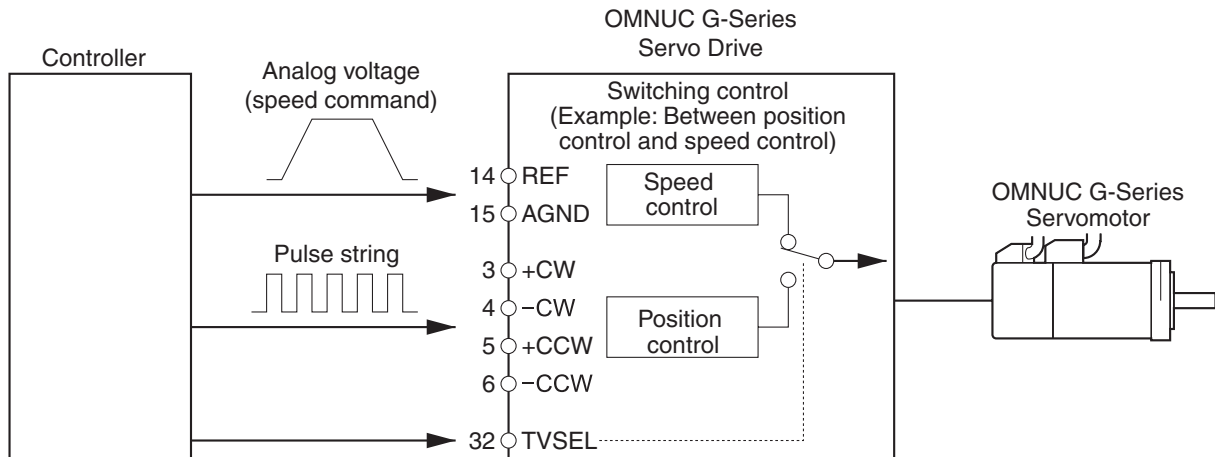 OMNUC G-Series
Servo Drive
Controller
Analog voltage
(speed command)
Switching control
(Example: Between position
control and speed control)
14 REF
15 AGND
Speed
control
OMNUC G-Series
Servomotor
Pulse string
3 +CW
4 −CW
5 +CCW
6 −CCW
Position
control
32 TVSEL